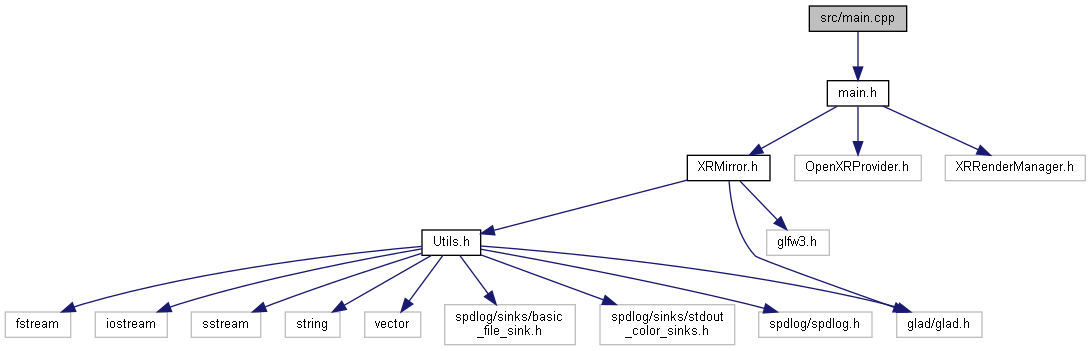 src/main.cpp
main.h
XRMirror.h
OpenXRProvider.h
XRRenderManager.h
Utils.h
glfw3.h
fstream
iostream
sstream
string
vector
spdlog/sinks/basic
_file_sink.h
spdlog/sinks/stdout
_color_sinks.h
spdlog/spdlog.h
glad/glad.h